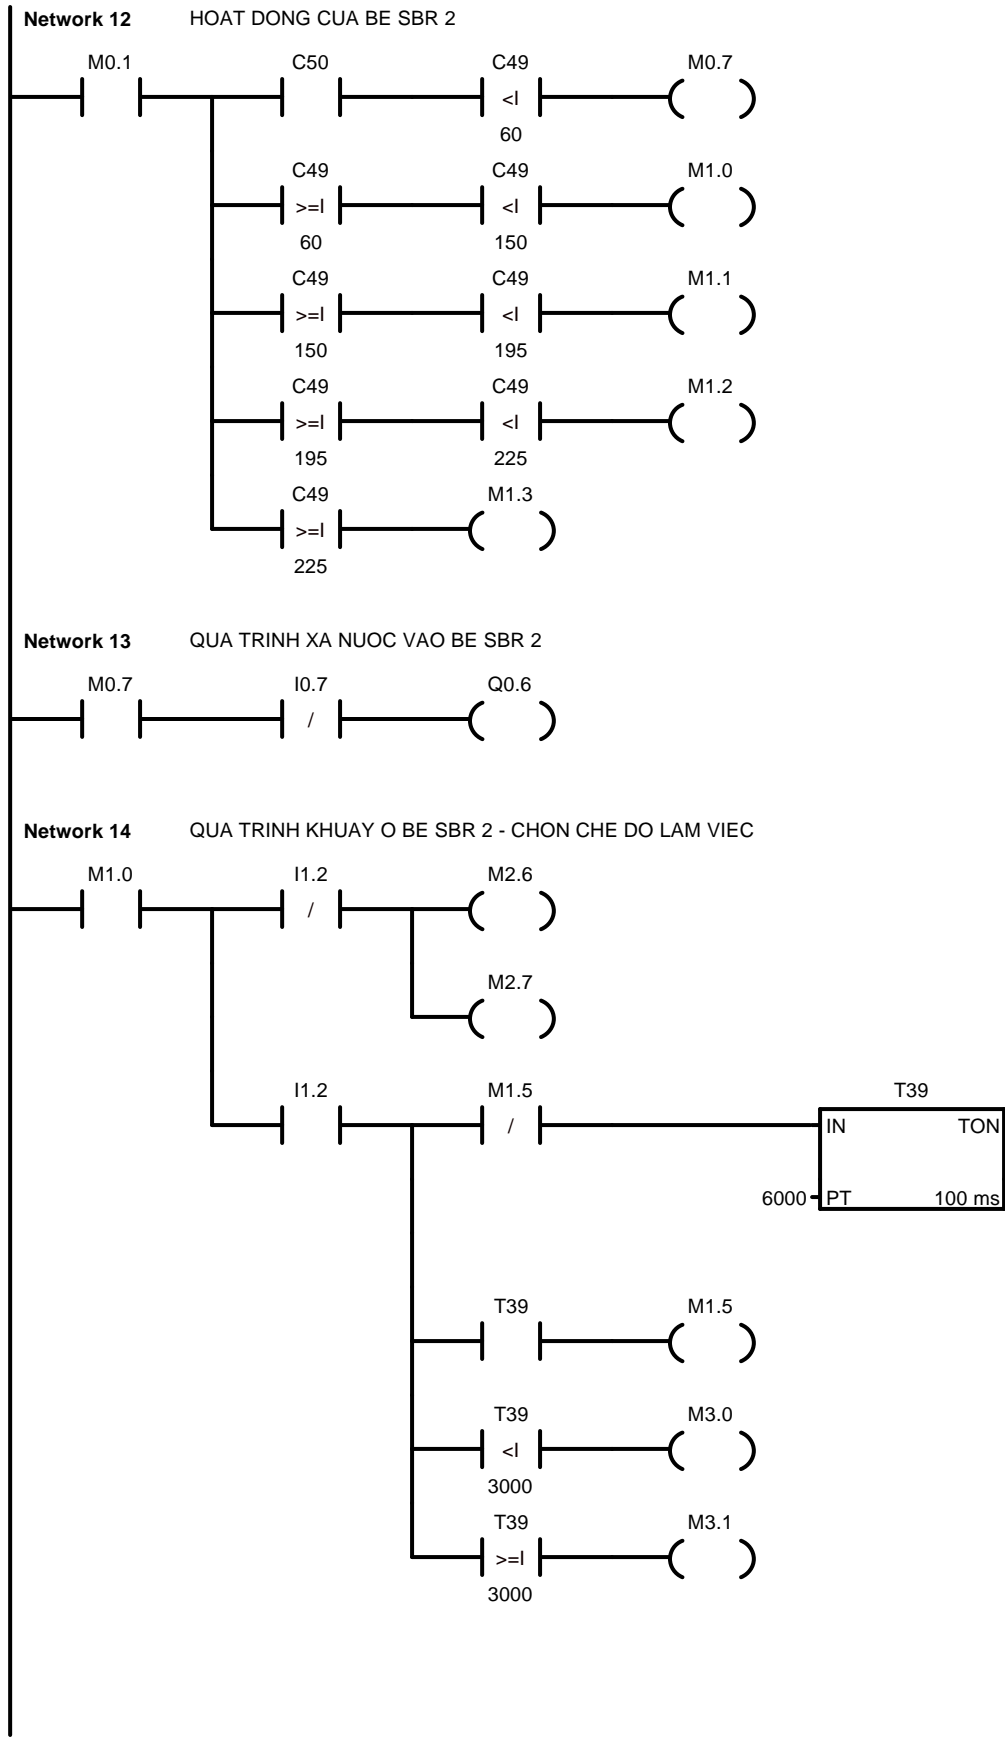 Network 12 HOAT DONG CUA BE SBR 2
M0.1 C50 C49 M0.7
<I
60
C49 C49 M1.0
>=I <I
60 150
C49 C49 M1.1
>=I <I
150 195
C49 C49 M1.2
>=I <I
195 225
C49 M1.3
>=I
225
Network 13 QUA TRINH XA NUOC VAO BE SBR 2
M0.7 I0.7 Q0.6
/
Network 14 QUA TRINH KHUAY O BE SBR 2 - CHON CHE DO LAM VIEC
M1.0 I1.2 M2.6
/
M2.7
I1.2 M1.5 T39
/ IN TON
6000 PT 100 ms
T39 M1.5
T39 M3.0
<I
3000
T39 M3.1
>=I
3000